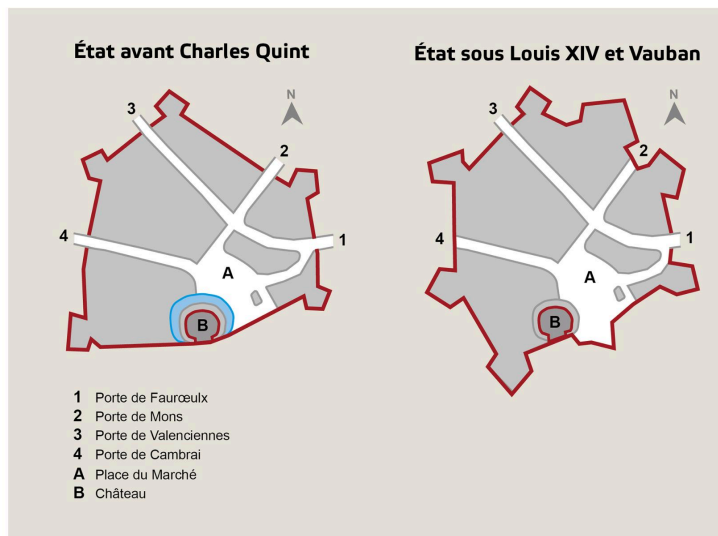 État avant Charles Quint
État sous Louis XIV et Vauban
N
3
2
4
1
A
B
N
3
2
4
1
A
B
1 Porte de Faurœulx
2 Porte de Mons
3 Porte de Valenciennes
4 Porte de Cambrai
A Place du Marché
B Château